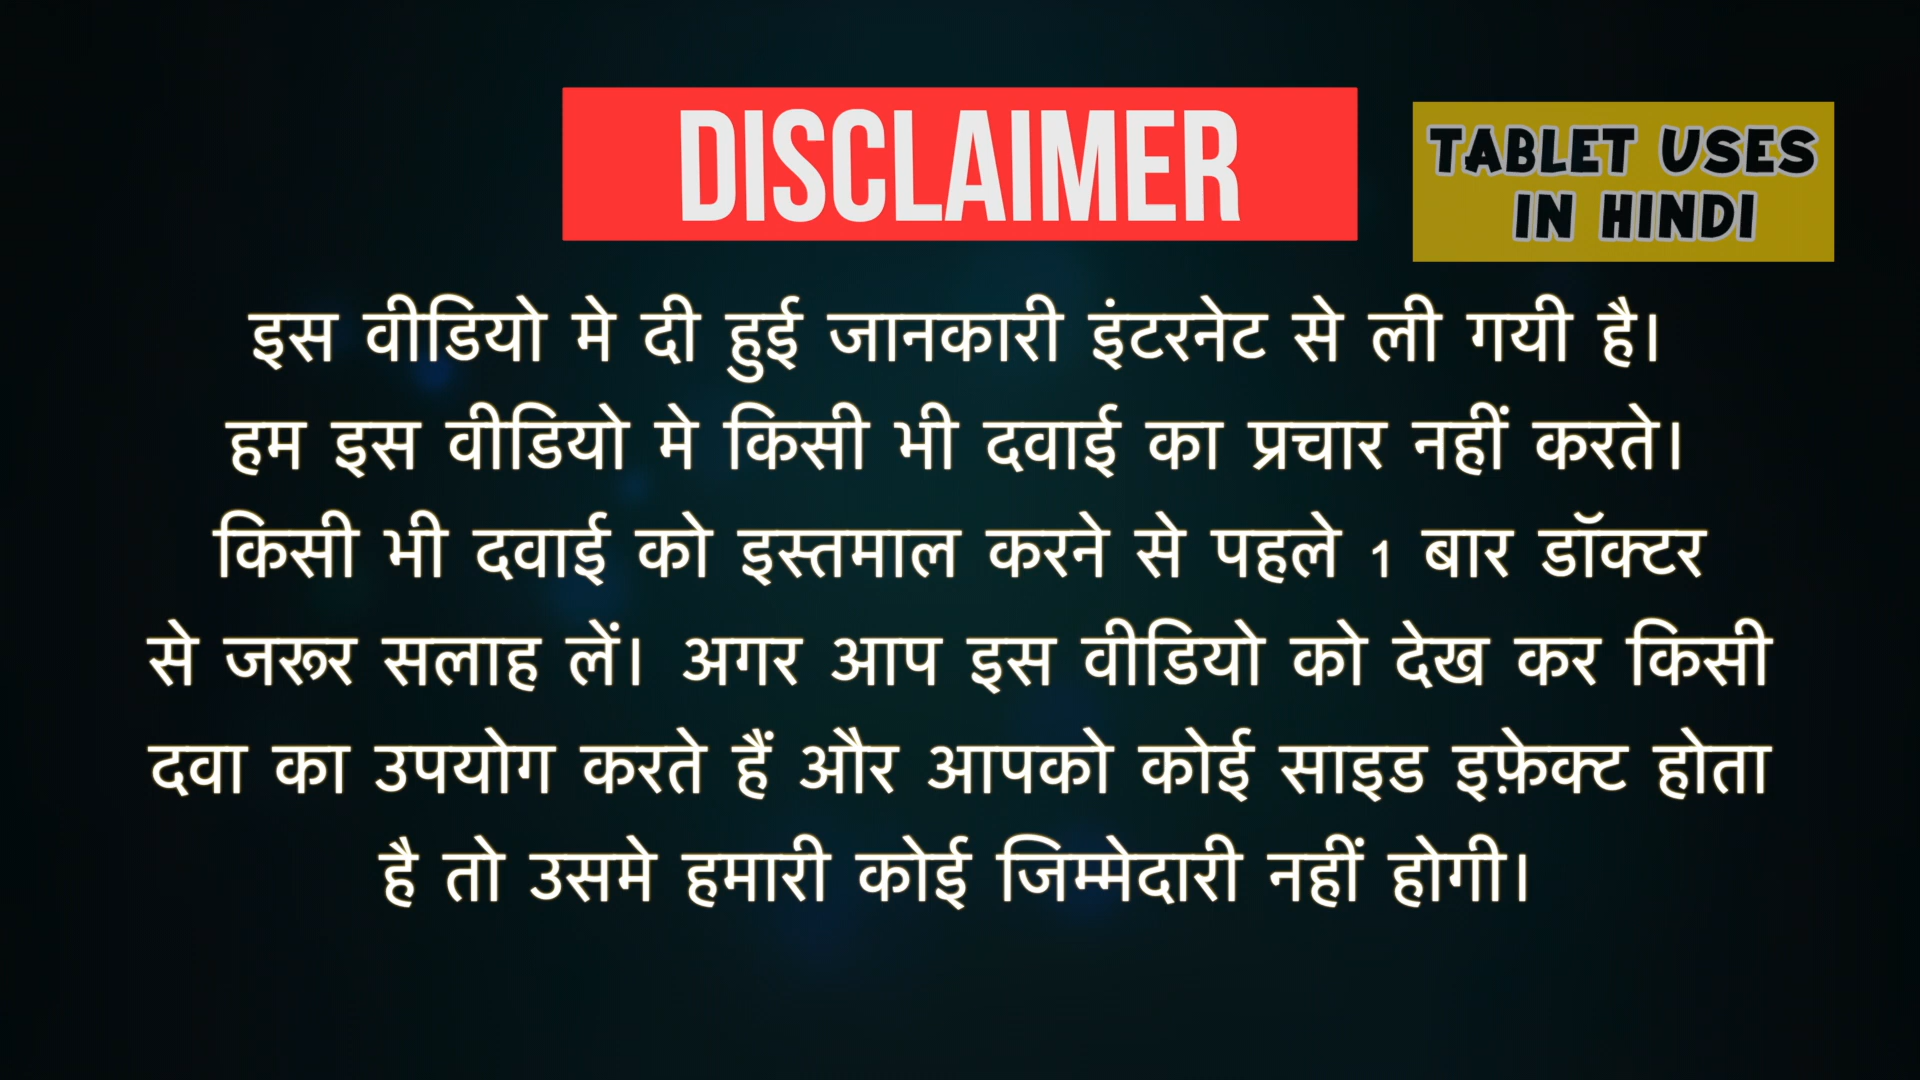 DISCLAIMER
TABLET USES
IN HINDI
इस वीडियो मे दी हुई जानकारी इंटरनेट से ली गयी है।
हम इस वीडियो मे किसी भी दवाई का प्रचार नहीं करते।
किसी भी दवाई को इस्तमाल करने से पहले 1 बार डॉक्टर
से जरूर सलाह लें। अगर आप इस वीडियो को देख कर किसी
दवा का उपयोग करते हैं और आपको कोई साइड इफ़ेक्ट होता
है तो उसमे हमारी कोई जिम्मेदारी नहीं होगी।